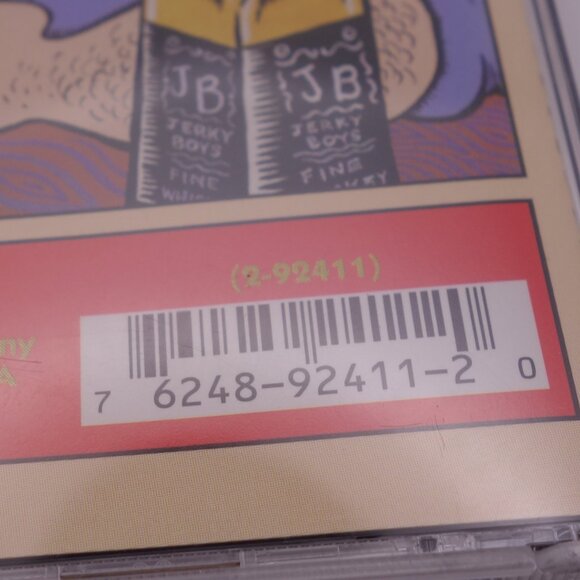 JB JB
JERKY JERKY
BOYS BOYS
FINE FINE
(2-92411)
7 6248-92411-2 0